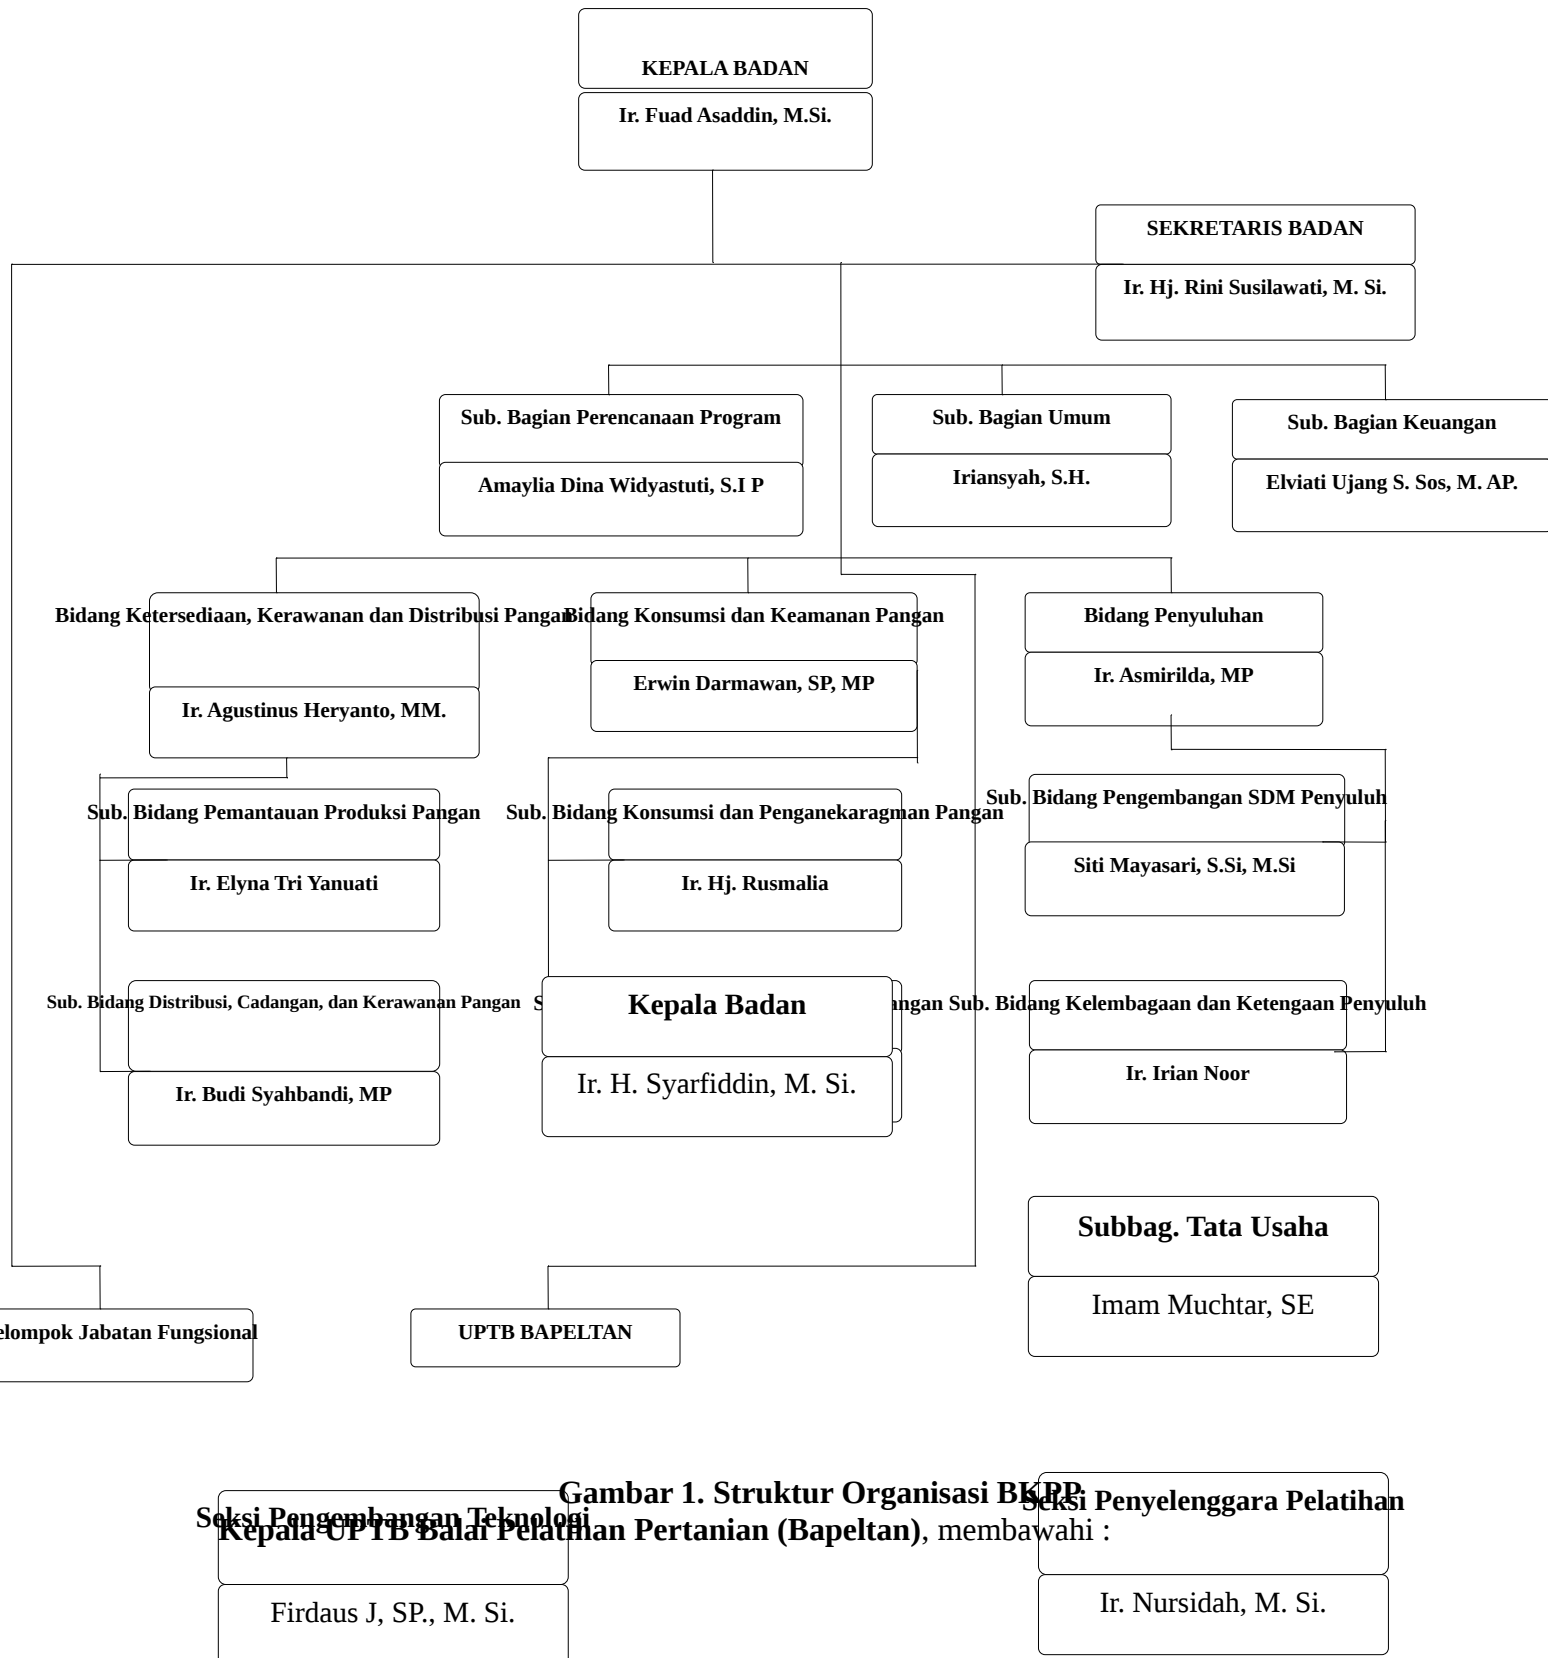 KEPALA BADAN
Ir. Fuad Asaddin, M.Si.
SEKRETARIS BADAN
Ir. Hj. Rini Susilawati, M. Si.
Sub. Bagian Perencanaan Program
Amaylia Dina Widyastuti, S.I P
Sub. Bagian Umum
Iriansyah, S.H.
Sub. Bagian Keuangan
Elviati Ujang S. Sos, M. AP.
Bidang Ketersediaan, Kerawanan dan Distribusi Pangan
Ir. Agustinus Heryanto, MM.
Bidang Konsumsi dan Keamanan Pangan
Erwin Darmawan, SP, MP
Bidang Penyuluhan
Ir. Asmirilda, MP
Sub. Bidang Pemantauan Produksi Pangan
Ir. Elyna Tri Yanuati
Sub. Bidang Konsumsi dan Penganekaragman Pangan
Ir. Hj. Rusmalia
Sub. Bidang Pengembangan SDM Penyuluh
Siti Mayasari, S.Si, M.Si
Sub. Bidang Distribusi, Cadangan, dan Kerawanan Pangan
Ir. Budi Syahbandi, MP
Kepala Badan
Ir. H. Syarfiddin, M. Si.
Sub. Bidang Kelembagaan dan Ketengaan Penyuluh
Ir. Irian Noor
Subbag. Tata Usaha
Imam Muchtar, SE
elompok Jabatan Fungsional
UPTB BAPELTAN
Gambar 1. Struktur Organisasi BKPP
Kepala UPTB Balai Pelatihan Pertanian (Bapeltan), membawahi :
Seksi Pengembangan Teknologi
Firdaus J, SP., M. Si.
Seksi Penyelenggara Pelatihan
Ir. Nursidah, M. Si.